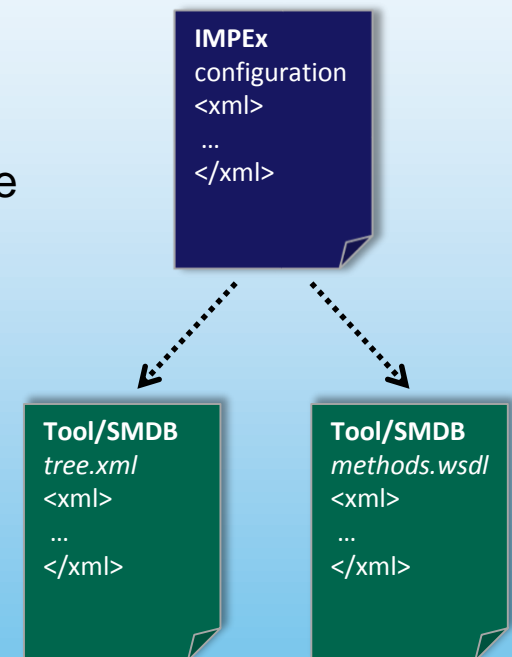 IMPEx
configuration
<xml>
...
</xml>
e
Tool/SMDB
tree.xml
<xml>
...
</xml>
Tool/SMDB
methods.wsdl
<xml>
...
</xml>